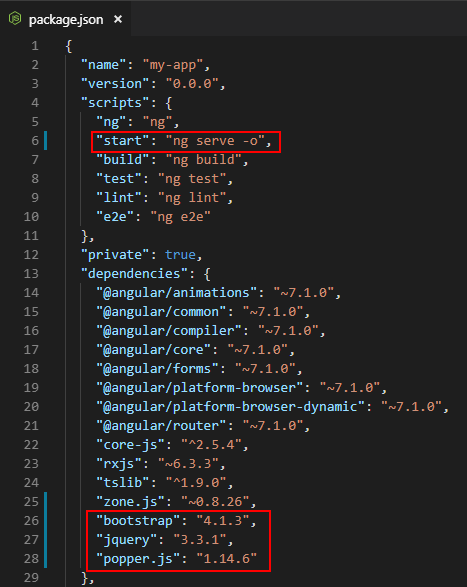 JS package.json ×
1 {
2 "name": "my-app",
3 "version": "0.0.0",
4 "scripts": {
5 "ng": "ng",
6 "start": "ng serve -o",
7 "build": "ng build",
8 "test": "ng test",
9 "lint": "ng lint",
10 "e2e": "ng e2e"
11 },
12 "private": true,
13 "dependencies": {
14 "@angular/animations": "~7.1.0",
15 "@angular/common": "~7.1.0",
16 "@angular/compiler": "~7.1.0",
17 "@angular/core": "~7.1.0",
18 "@angular/forms": "~7.1.0",
19 "@angular/platform-browser": "~7.1.0",
20 "@angular/platform-browser-dynamic": "~7.1.0",
21 "@angular/router": "~7.1.0",
22 "core-js": "^2.5.4",
23 "rxjs": "~6.3.3",
24 "tslib": "^1.9.0",
25 "zone.js": "~0.8.26",
26 "bootstrap": "4.1.3",
27 "jquery": "3.3.1",
28 "popper.js": "1.14.6"
29 },